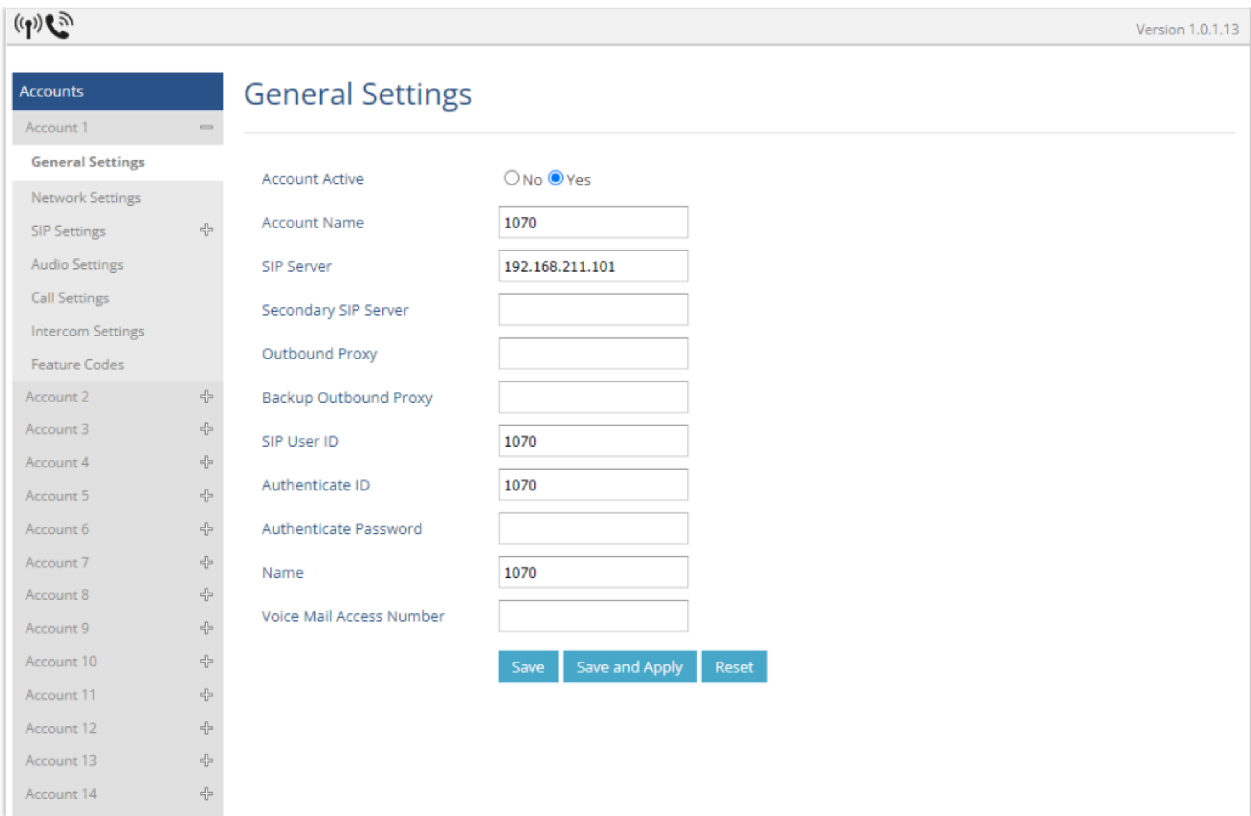 Version 1.0.1.13
Accounts
Account 1
General Settings
Network Settings
SIP Settings
Audio Settings
Call Settings
Intercom Settings
Feature Codes
Account 2
Account 3
Account 4
Account 5
Account 6
Account 7
Account 8
Account 9
Account 10
Account 11
Account 12
Account 13
Account 14
General Settings
Account Active No Yes
Account Name 1070
SIP Server 192.168.211.101
Secondary SIP Server
Outbound Proxy
Backup Outbound Proxy
SIP User ID 1070
Authenticate ID 1070
Authenticate Password
Name 1070
Voice Mail Access Number
Save Save and Apply Reset